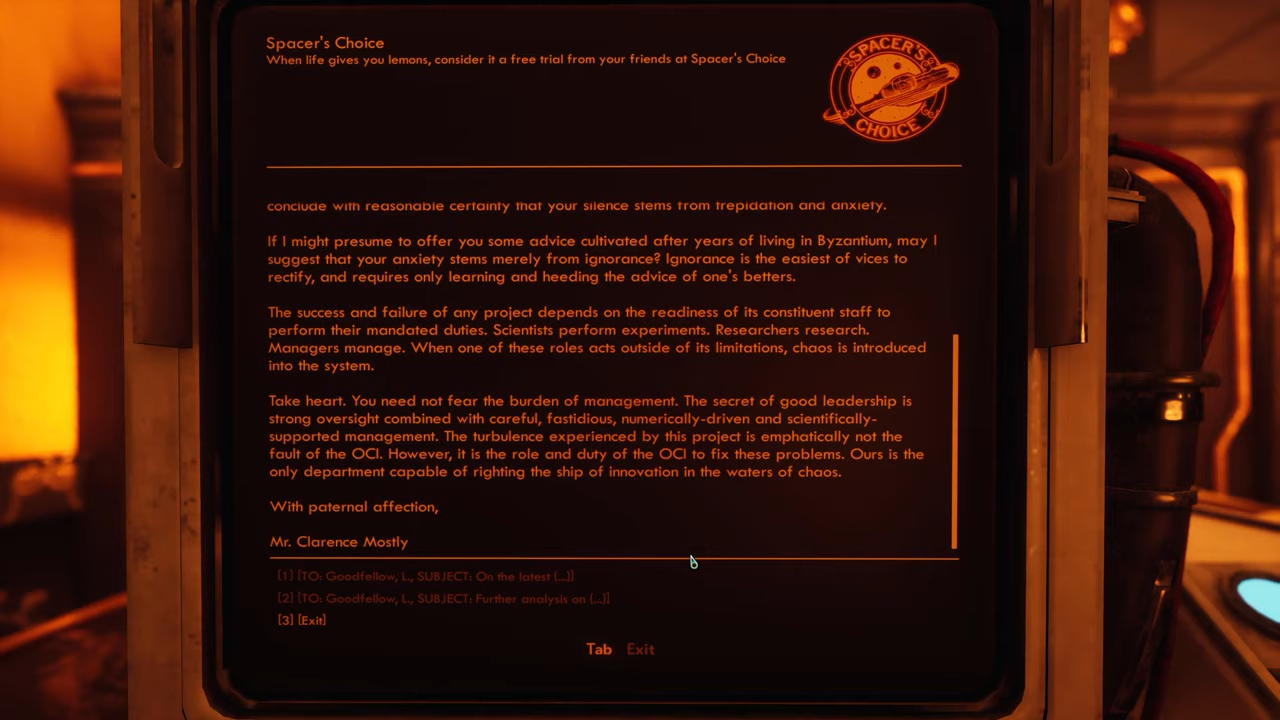 Spacer's Choice
When life gives you lemons, consider it a free trial from your friends at Spacer's Choice
SPACER'S
CHOICE
conclude with reasonable certainty that your silence stems from trepidation and anxiety.
If I might presume to offer you some advice cultivated after years of living in Byzantium, may I
suggest that your anxiety stems merely from ignorance? Ignorance is the easiest of vices to
rectify, and requires only learning and heeding the advice of one's betters.
The success and failure of any project depends on the readiness of its constituent staff to
perform their mandated duties. Scientists perform experiments. Researchers research.
Managers manage. When one of these roles acts outside of its limitations, chaos is introduced
into the system.
Take heart. You need not fear the burden of management. The secret of good leadership is
strong oversight combined with careful, fastidious, numerically-driven and scientifically-
supported management. The turbulence experienced by this project is emphatically not the
fault of the OCI. However, it is the role and duty of the OCI to fix these problems. Ours is the
only department capable of righting the ship of innovation in the waters of chaos.
With paternal affection,
Mr. Clarence Mostly
[1] [TO: Goodfellow, L., SUBJECT: On the latest (...)]
[2] [TO: Goodfellow, L., SUBJECT: Further analysis on (...)]
[3] [Exit]
Tab Exit